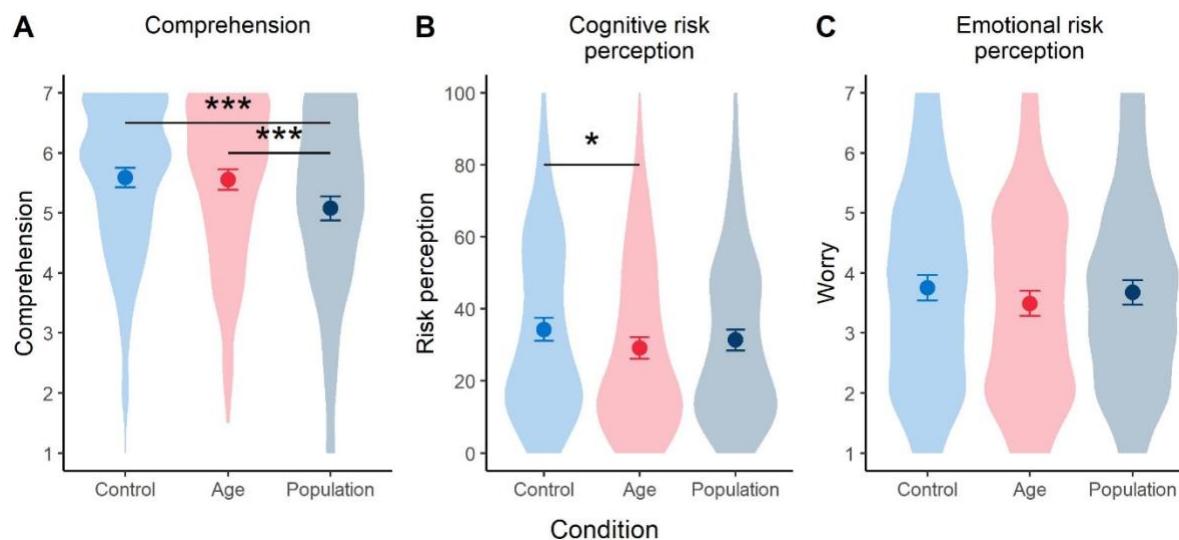 A
Comprehension
Comprehension
7
6
5
4
3
2
1
***
***
Control
Age
Population
B
Cognitive risk
perception
Risk perception
100
80
60
40
20
0
*
Control
Age
Population
C
Emotional risk
perception
Worry
7
6
5
4
3
2
1
Control
Age
Population
Condition